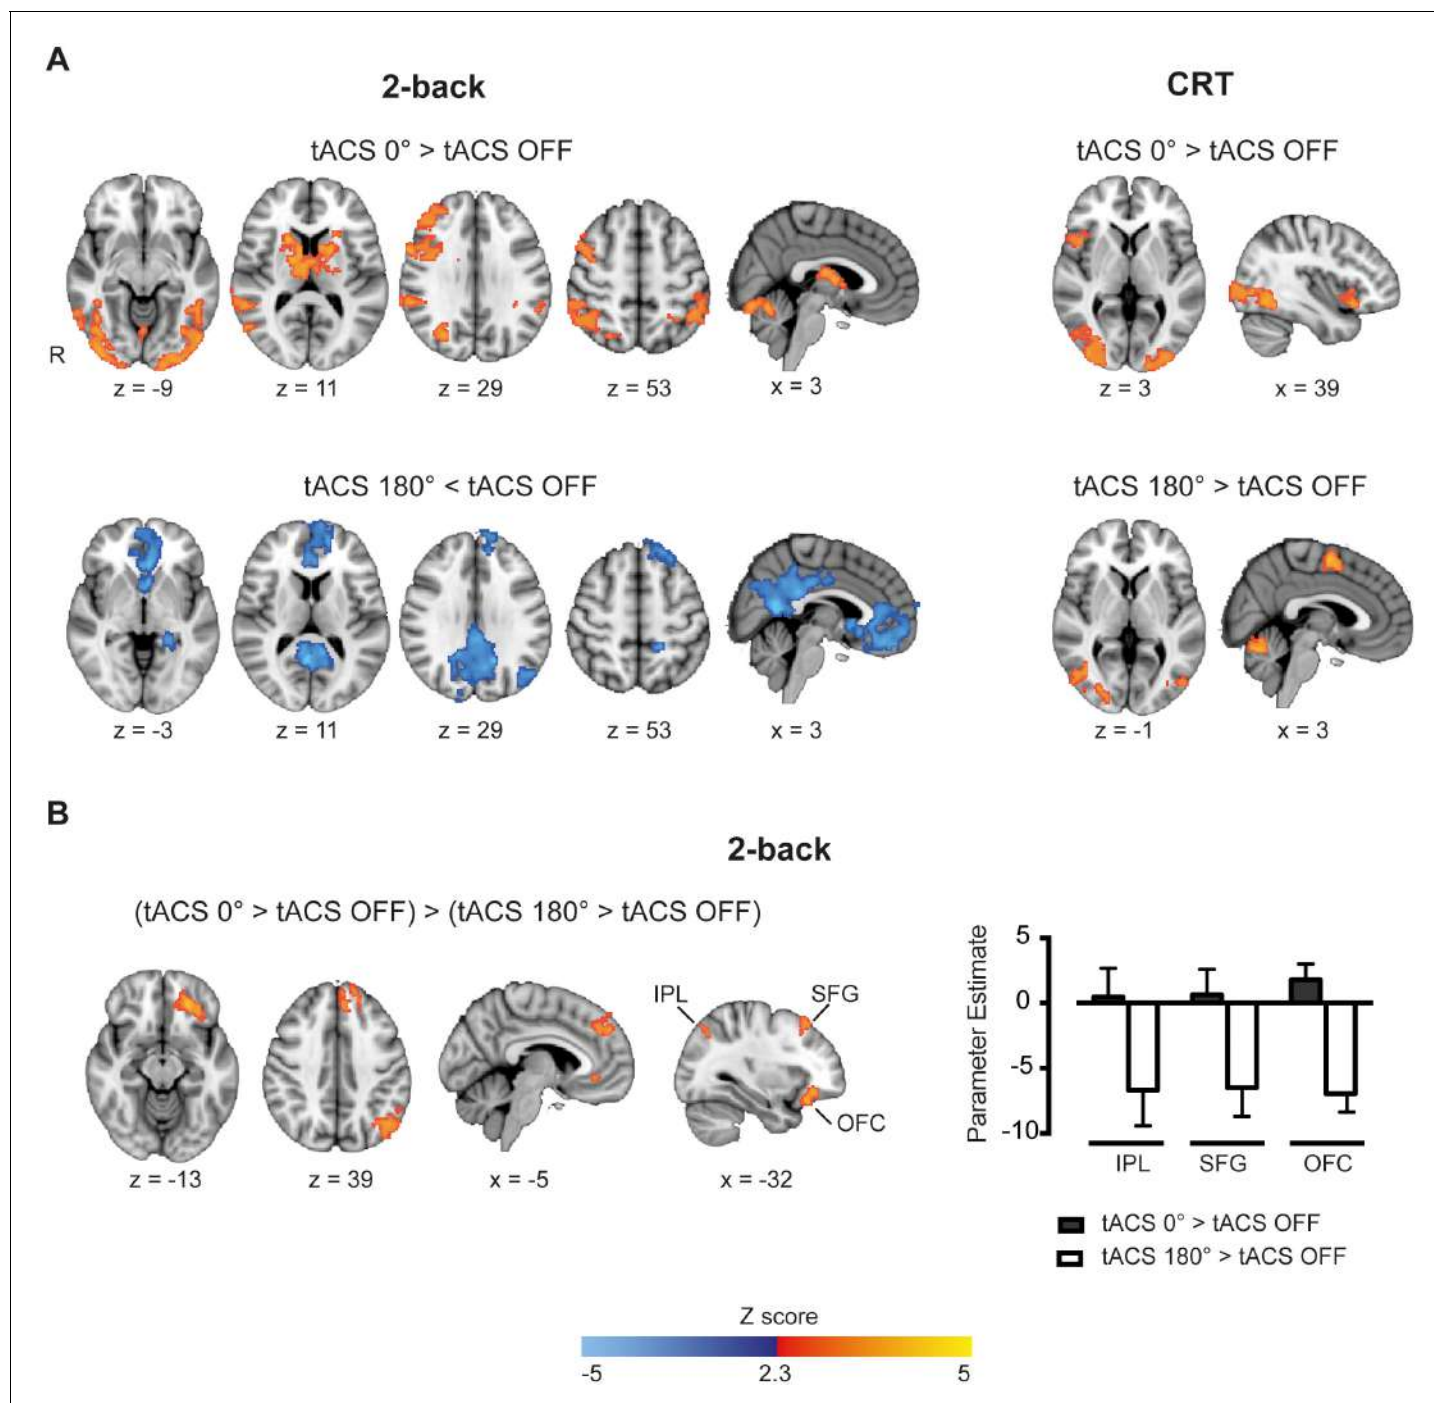 A
2-back
CRT
tACS 0° > tACS OFF
tACS 0° > tACS OFF
R
z = -9
z = 11
z = 29
z = 53
x = 3
z = 3
x = 39
tACS 180° < tACS OFF
tACS 180° > tACS OFF
z = -3
z = 11
z = 29
z = 53
x = 3
z = -1
x = 3
B
2-back
(tACS 0° > tACS OFF) > (tACS 180° > tACS OFF)
IPL
SFG
OFC
z = -13
z = 39
x = -5
x = -32
Parameter Estimate
5
0
-5
-10
IPL
SFG
OFC
tACS 0° > tACS OFF
tACS 180° > tACS OFF
Z score
-5
2.3
5